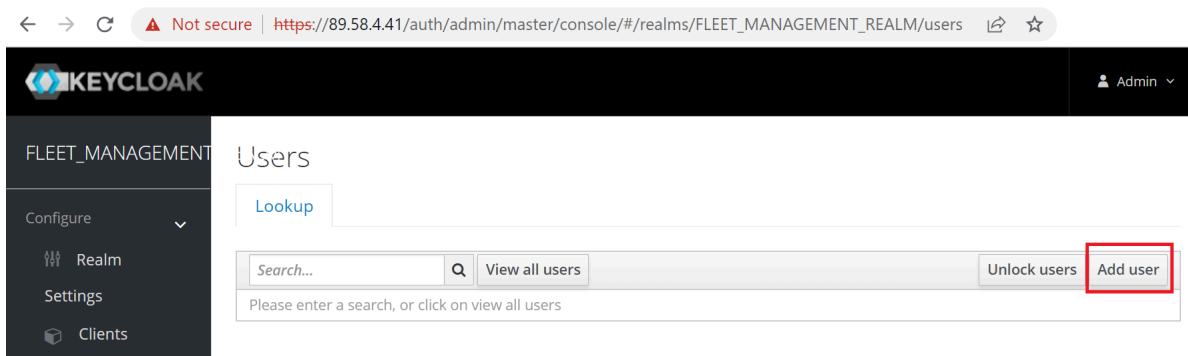 Not secure | https://89.58.4.41/auth/admin/master/console/#/realms/FLEET_MANAGEMENT_REALM/users
KEYCLOAK
Admin
FLEET_MANAGEMENT
Users
Configure
Lookup
Realm
Settings
Clients
Search...
View all users
Unlock users
Add user
Please enter a search, or click on view all users